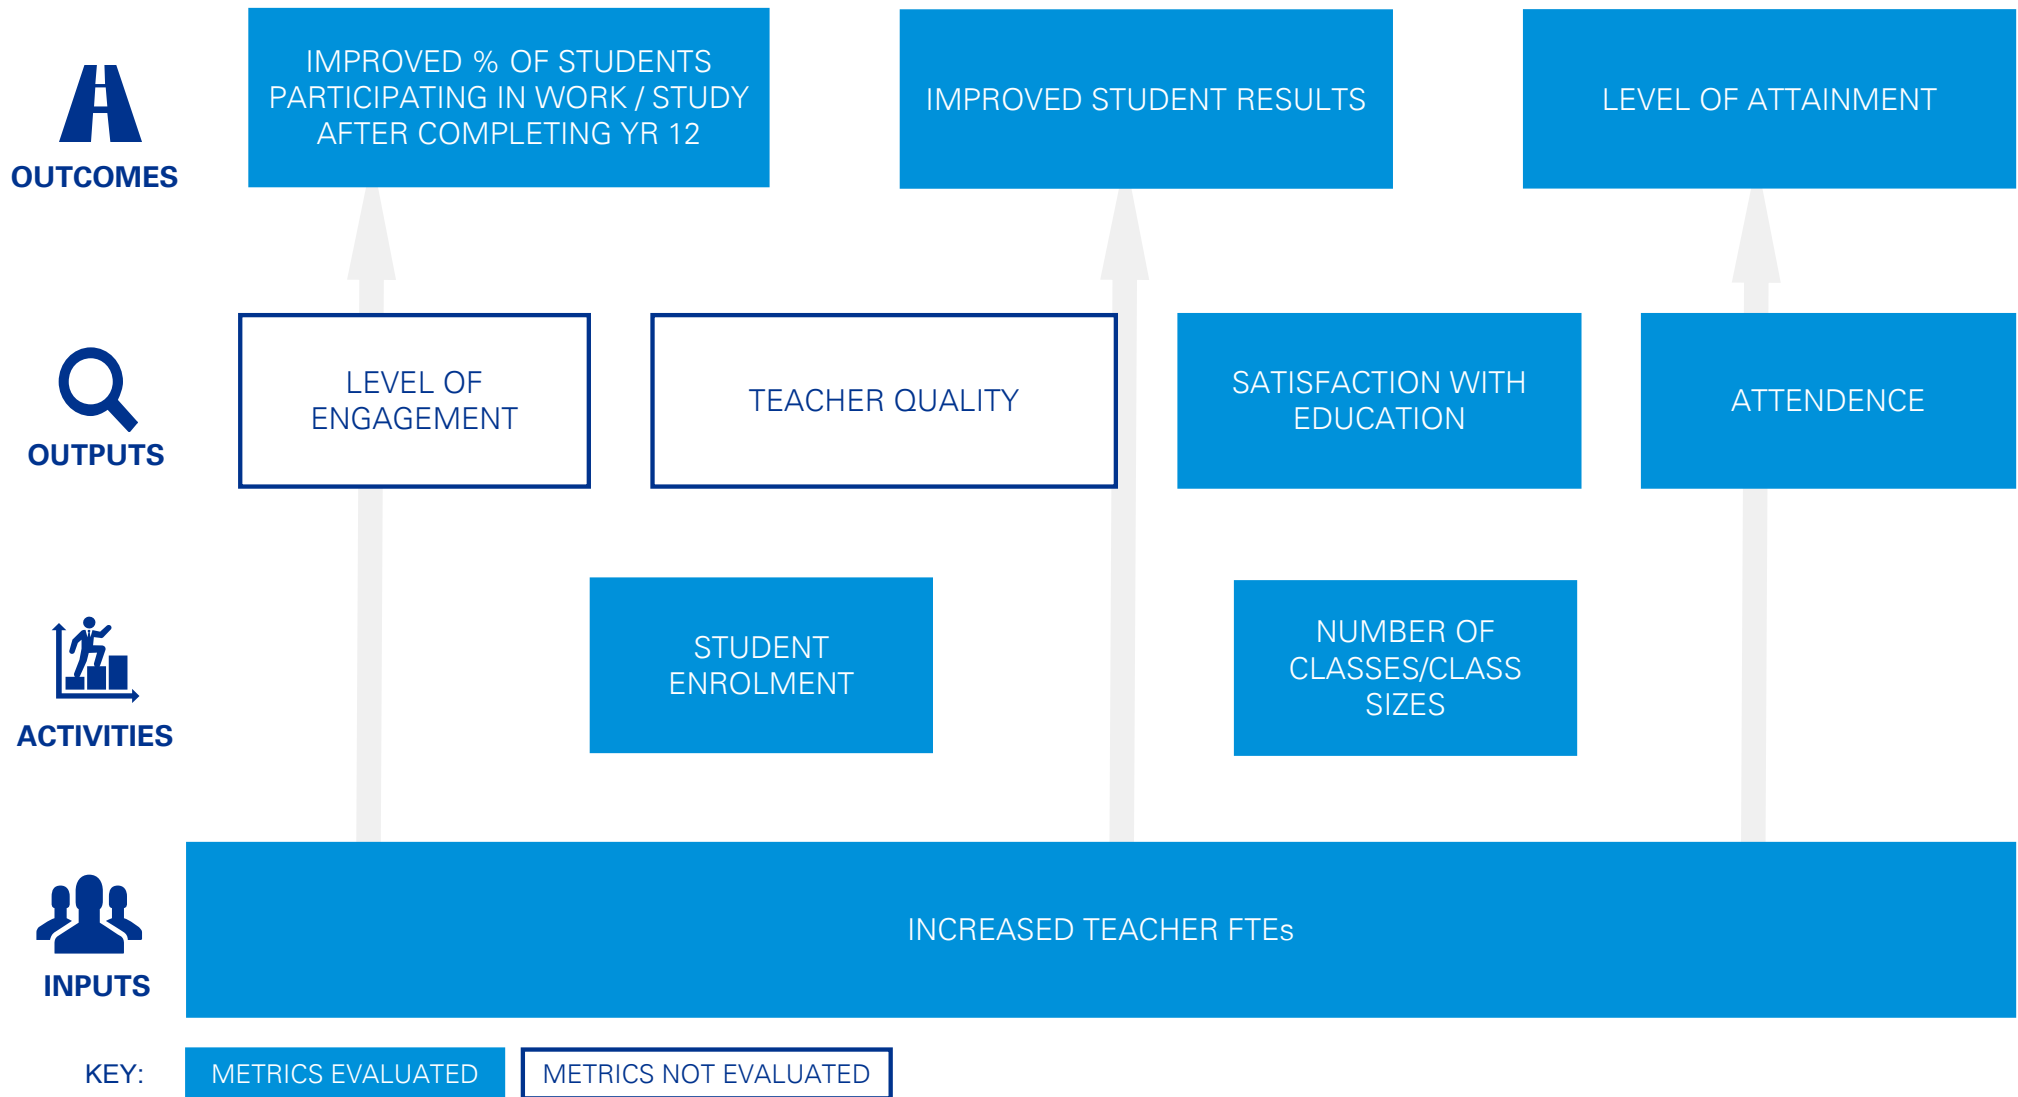 IMPROVED % OF STUDENTS
PARTICIPATING IN WORK / STUDY
AFTER COMPLETING YR 12
IMPROVED STUDENT RESULTS
LEVEL OF ATTAINMENT
OUTCOMES
LEVEL OF
ENGAGEMENT
TEACHER QUALITY
SATISFACTION WITH
EDUCATION
ATTENDENCE
OUTPUTS
STUDENT
ENROLMENT
NUMBER OF
CLASSES/CLASS
SIZES
ACTIVITIES
INCREASED TEACHER FTEs
INPUTS
KEY:
METRICS EVALUATED
METRICS NOT EVALUATED